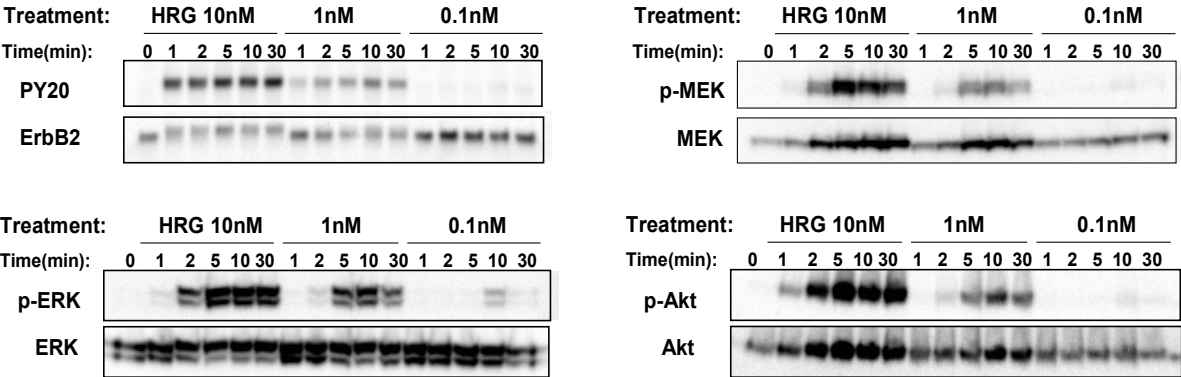 Treatment: HRG 10nM 1nM 0.1nM
Time(min): 0 1 2 5 10 30 1 2 5 10 30 1 2 5 10 30
PY20
ErbB2
Treatment: HRG 10nM 1nM 0.1nM
Time(min): 0 1 2 5 10 30 1 2 5 10 30 1 2 5 10 30
p-MEK
MEK
Treatment: HRG 10nM 1nM 0.1nM
Time(min): 0 1 2 5 10 30 1 2 5 10 30 1 2 5 10 30
p-ERK
ERK
Treatment: HRG 10nM 1nM 0.1nM
Time(min): 0 1 2 5 10 30 1 2 5 10 30 1 2 5 10 30
p-Akt
Akt